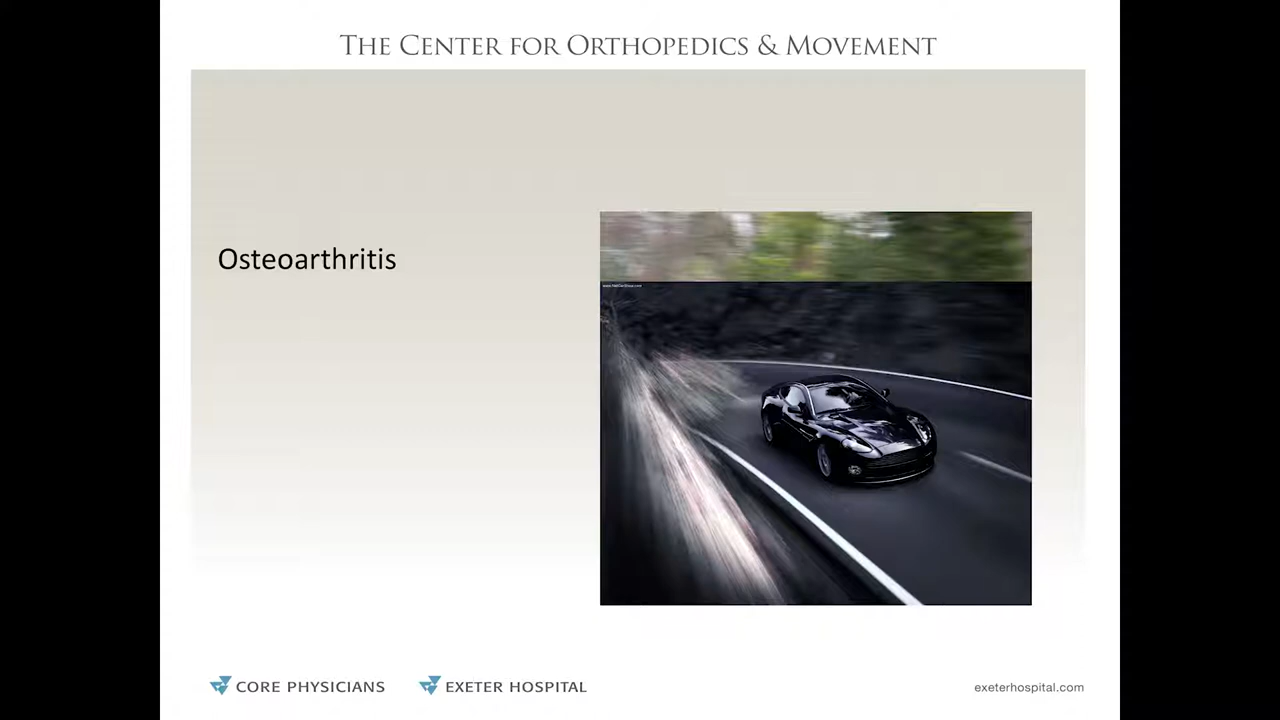 THE CENTER FOR ORTHOPEDICS & MOVEMENT
Osteoarthritis
CORE PHYSICIANS
EXETER HOSPITAL
exeterhospital.com